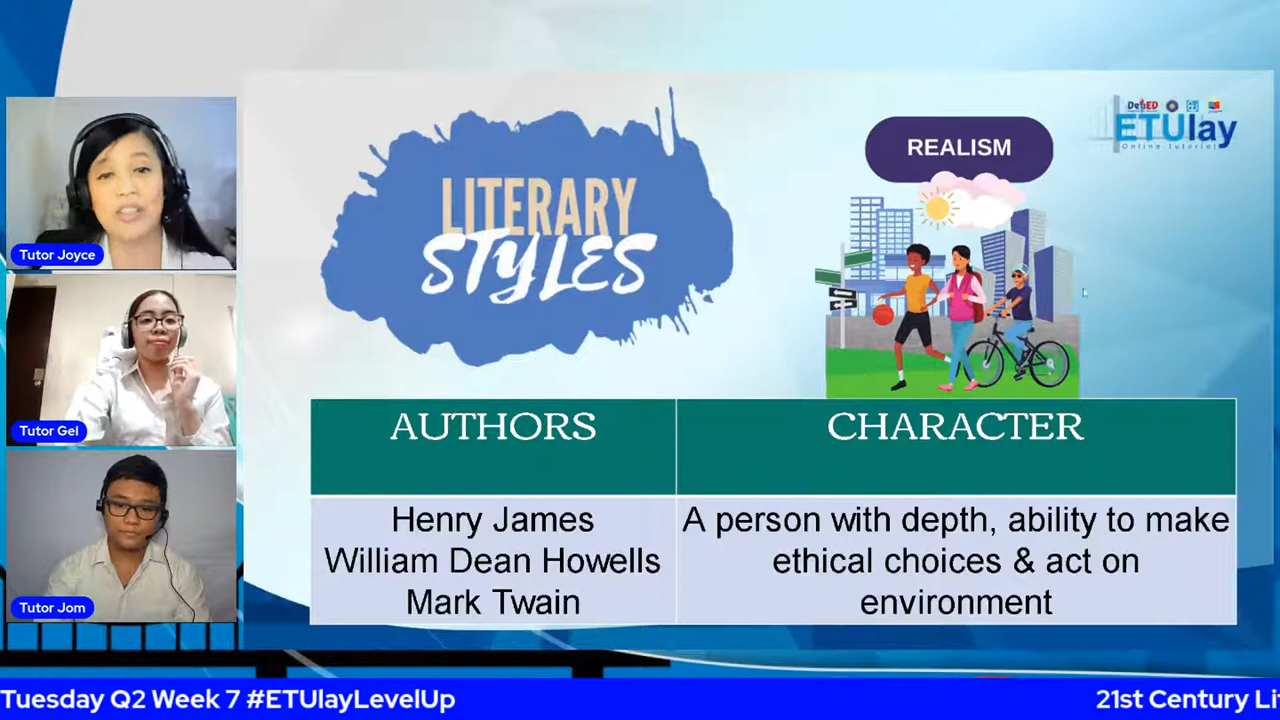 LITERARY
STYLES
REALISM
DepED
ETUlay
Online Tutorial
Tutor Joyce
Tutor Gel
Tutor Jom
AUTHORS
CHARACTER
Henry James
William Dean Howells
Mark Twain
A person with depth, ability to make
ethical choices & act on
environment
Tuesday Q2 Week 7 #ETUlayLevelUp
21st Century Lit